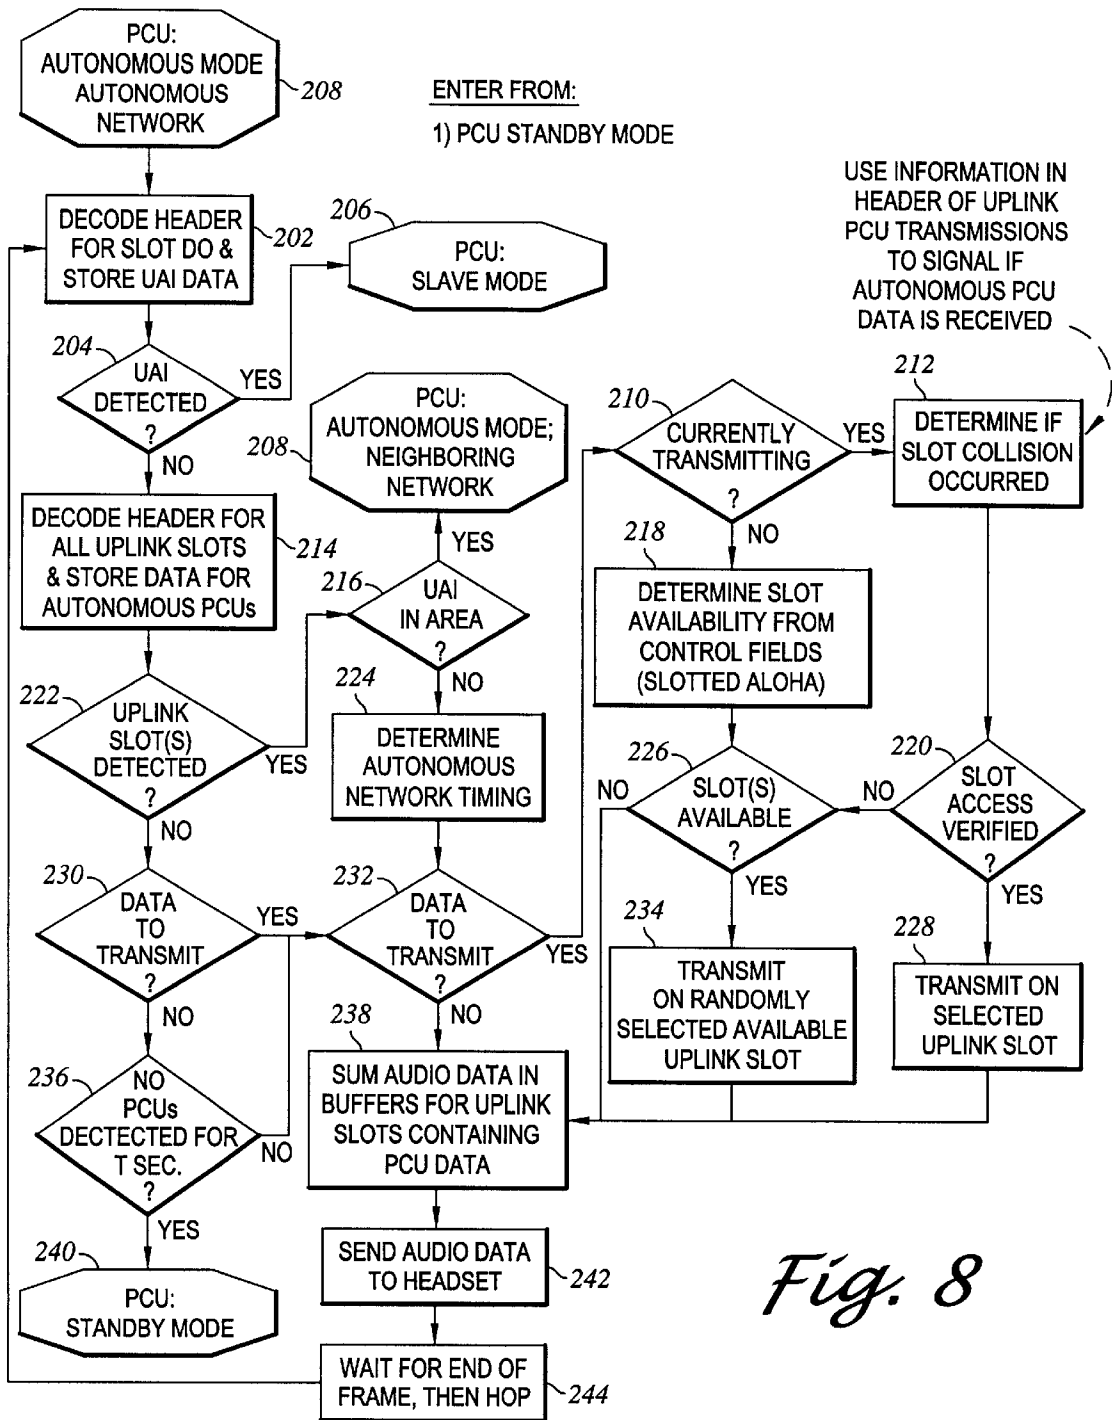 PCU:
AUTONOMOUS MODE
AUTONOMOUS
NETWORK
208
ENTER FROM:
1) PCU STANDBY MODE
USE INFORMATION IN
HEADER OF UPLINK
PCU TRANSMISSIONS
TO SIGNAL IF
AUTONOMOUS PCU
DATA IS RECEIVED
DECODE HEADER
FOR SLOT DO &
STORE UAI DATA
202
206
PCU:
SLAVE MODE
204
UAI
DETECTED
?
YES
NO
PCU:
AUTONOMOUS MODE;
NEIGHBORING
NETWORK
208
YES
210
CURRENTLY
TRANSMITTING
?
YES
NO
212
DETERMINE IF
SLOT COLLISION
OCCURRED
DECODE HEADER FOR
ALL UPLINK SLOTS
& STORE DATA FOR
AUTONOMOUS PCUs
214
216
UAI
IN AREA
?
NO
218
DETERMINE SLOT
AVAILABILITY FROM
CONTROL FIELDS
(SLOTTED ALOHA)
222
UPLINK
SLOT(S)
DETECTED
?
YES
NO
224
DETERMINE
AUTONOMOUS
NETWORK TIMING
226
SLOT(S)
AVAILABLE
?
NO
YES
220
SLOT
ACCESS
VERIFIED
?
NO
YES
230
DATA
TO
TRANSMIT
?
YES
NO
232
DATA
TO
TRANSMIT
?
YES
NO
234
TRANSMIT
ON RANDOMLY
SELECTED AVAILABLE
UPLINK SLOT
228
TRANSMIT ON
SELECTED
UPLINK SLOT
236
NO
PCUs
DECTECTED FOR
T SEC.
?
NO
YES
238
SUM AUDIO DATA IN
BUFFERS FOR UPLINK
SLOTS CONTAINING
PCU DATA
240
PCU:
STANDBY MODE
SEND AUDIO DATA
TO HEADSET
242
WAIT FOR END OF
FRAME, THEN HOP
244
Fig. 8